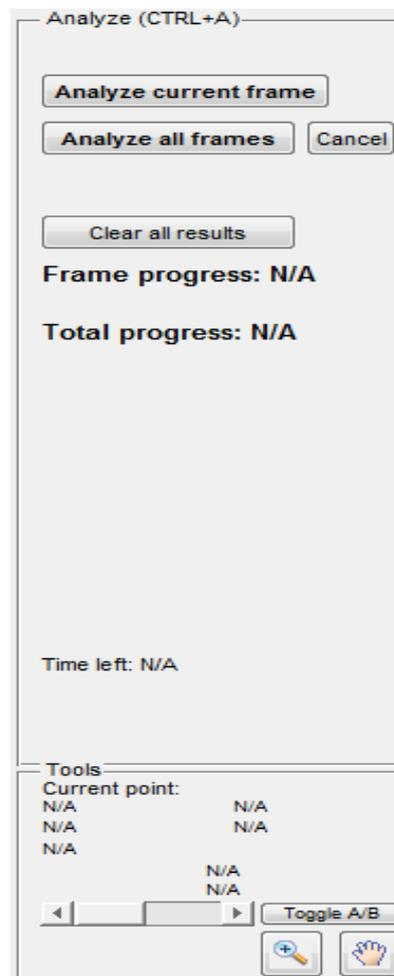 Analyze (CTRL+A)
Analyze current frame
Analyze all frames Cancel
Clear all results
Frame progress: N/A
Total progress: N/A
Time left: N/A
Tools
Current point:
N/A N/A
N/A N/A
N/A
N/A
N/A
Toggle A/B